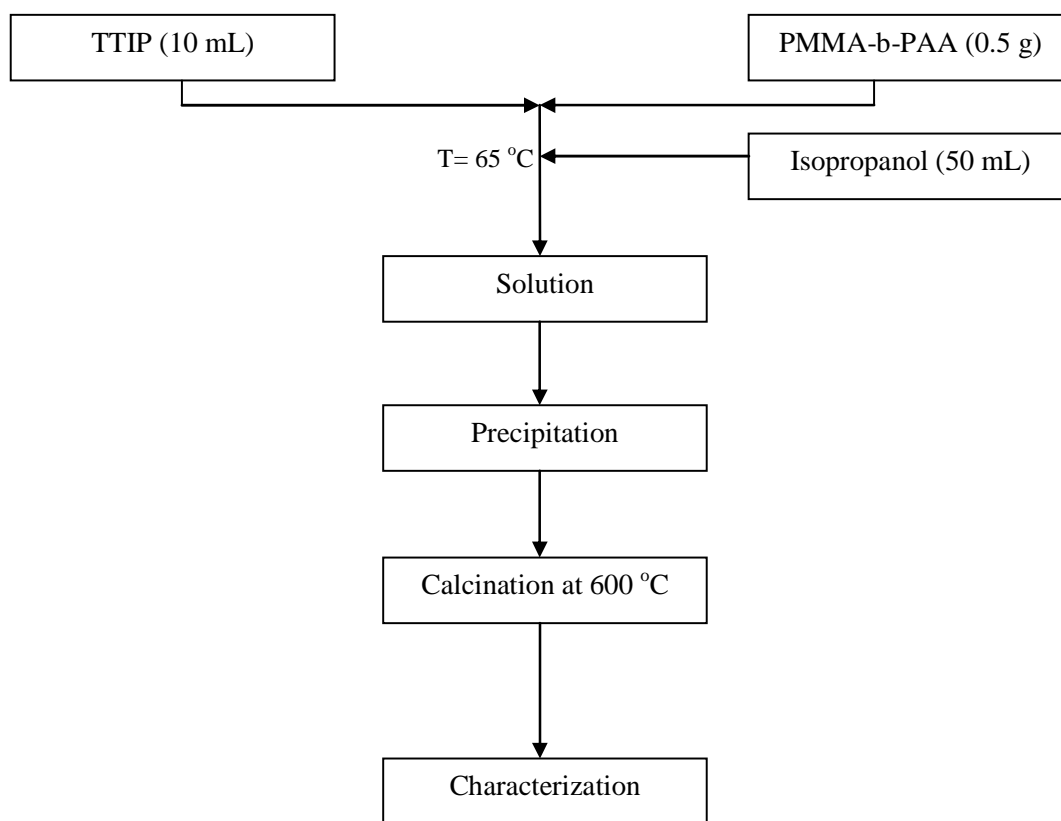 TTIP (10 mL)
PMMA-b-PAA (0.5 g)
T= 65 °C
Isopropanol (50 mL)
Solution
Precipitation
Calcination at 600 °C
Characterization